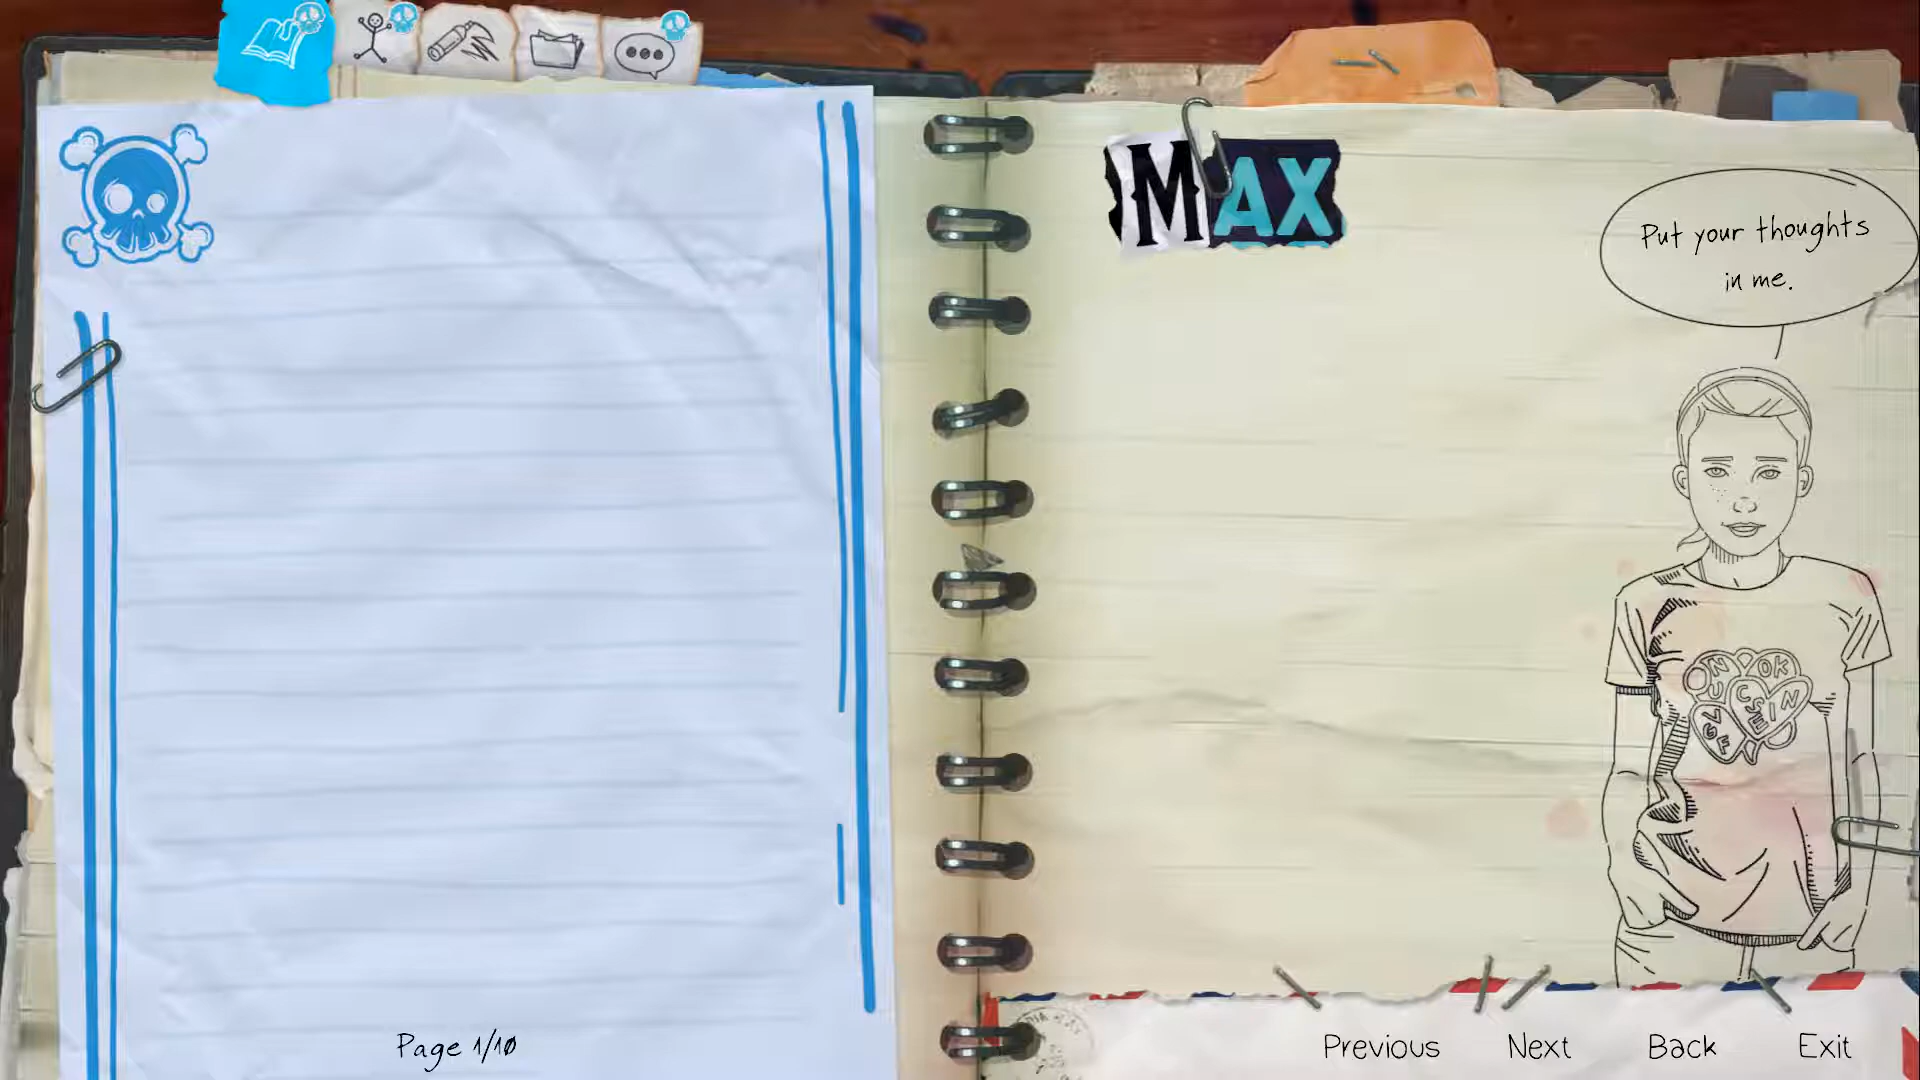 MAX
Put your thoughts
in me.
Page 1/10
Previous
Next
Back
Exit